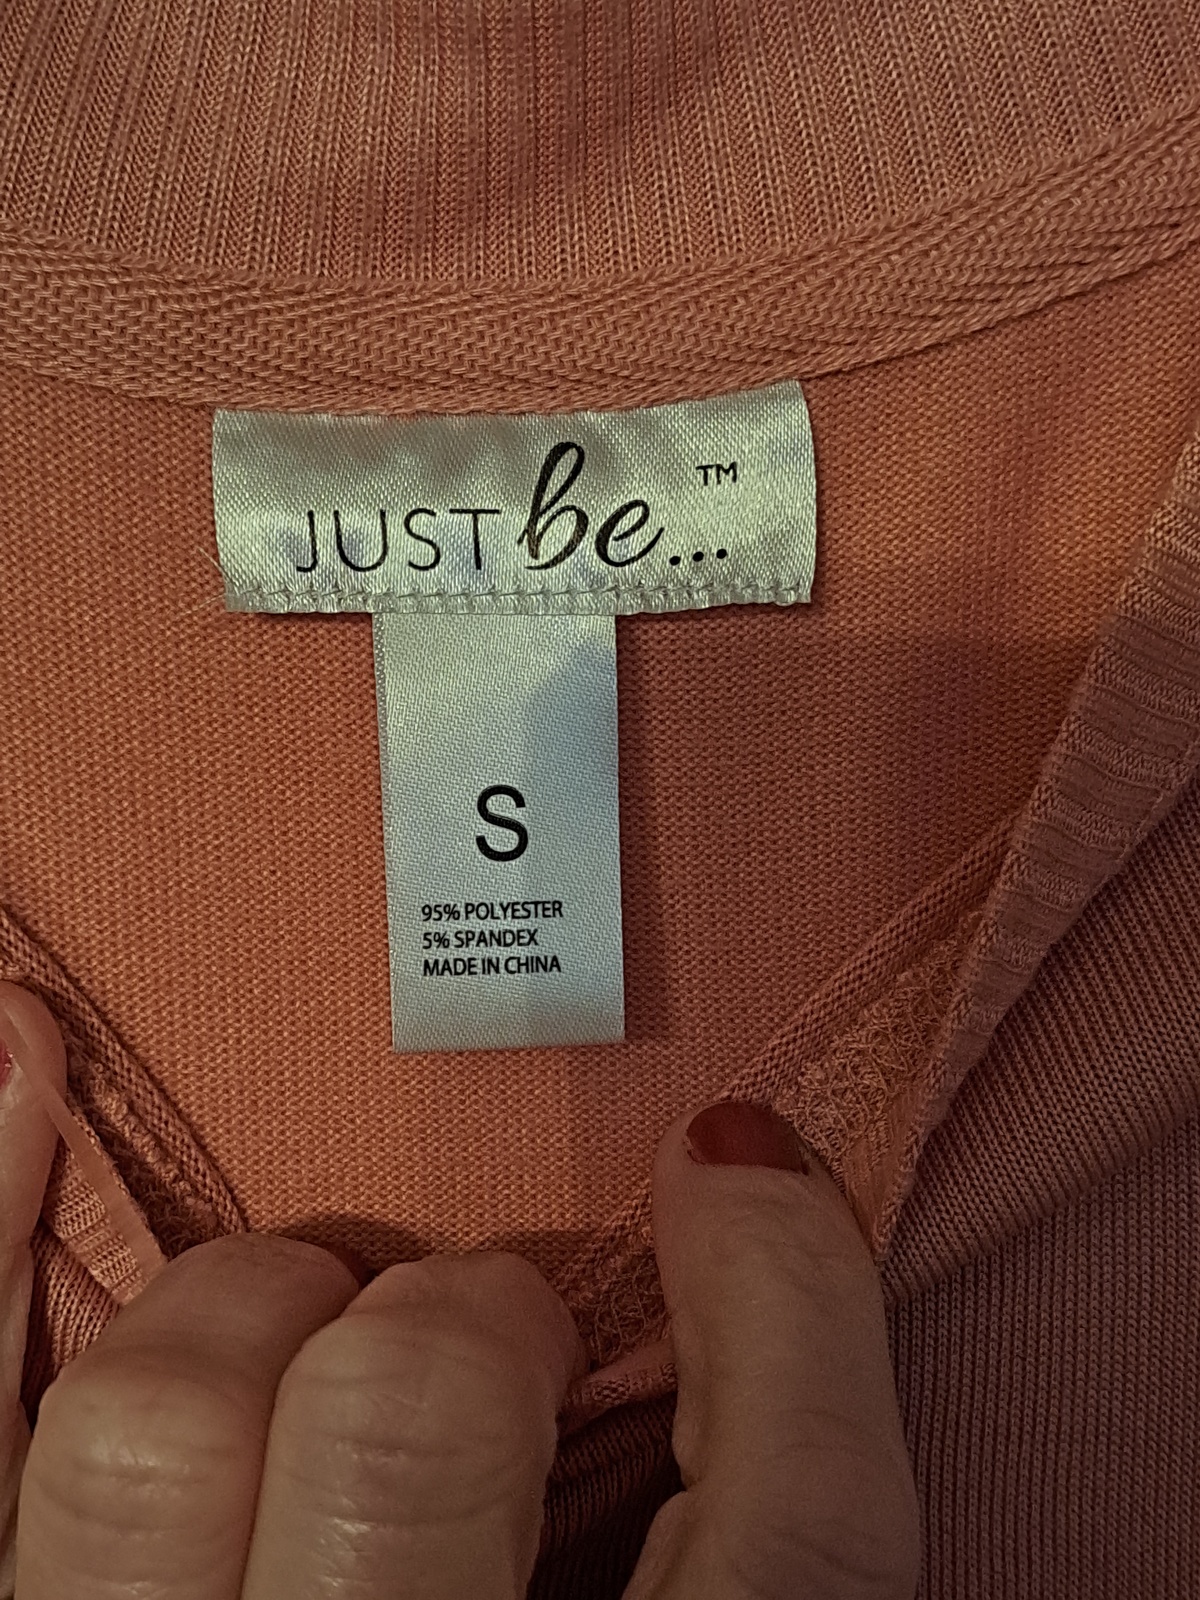 JUST be...™
S
95% POLYESTER
5% SPANDEX
MADE IN CHINA